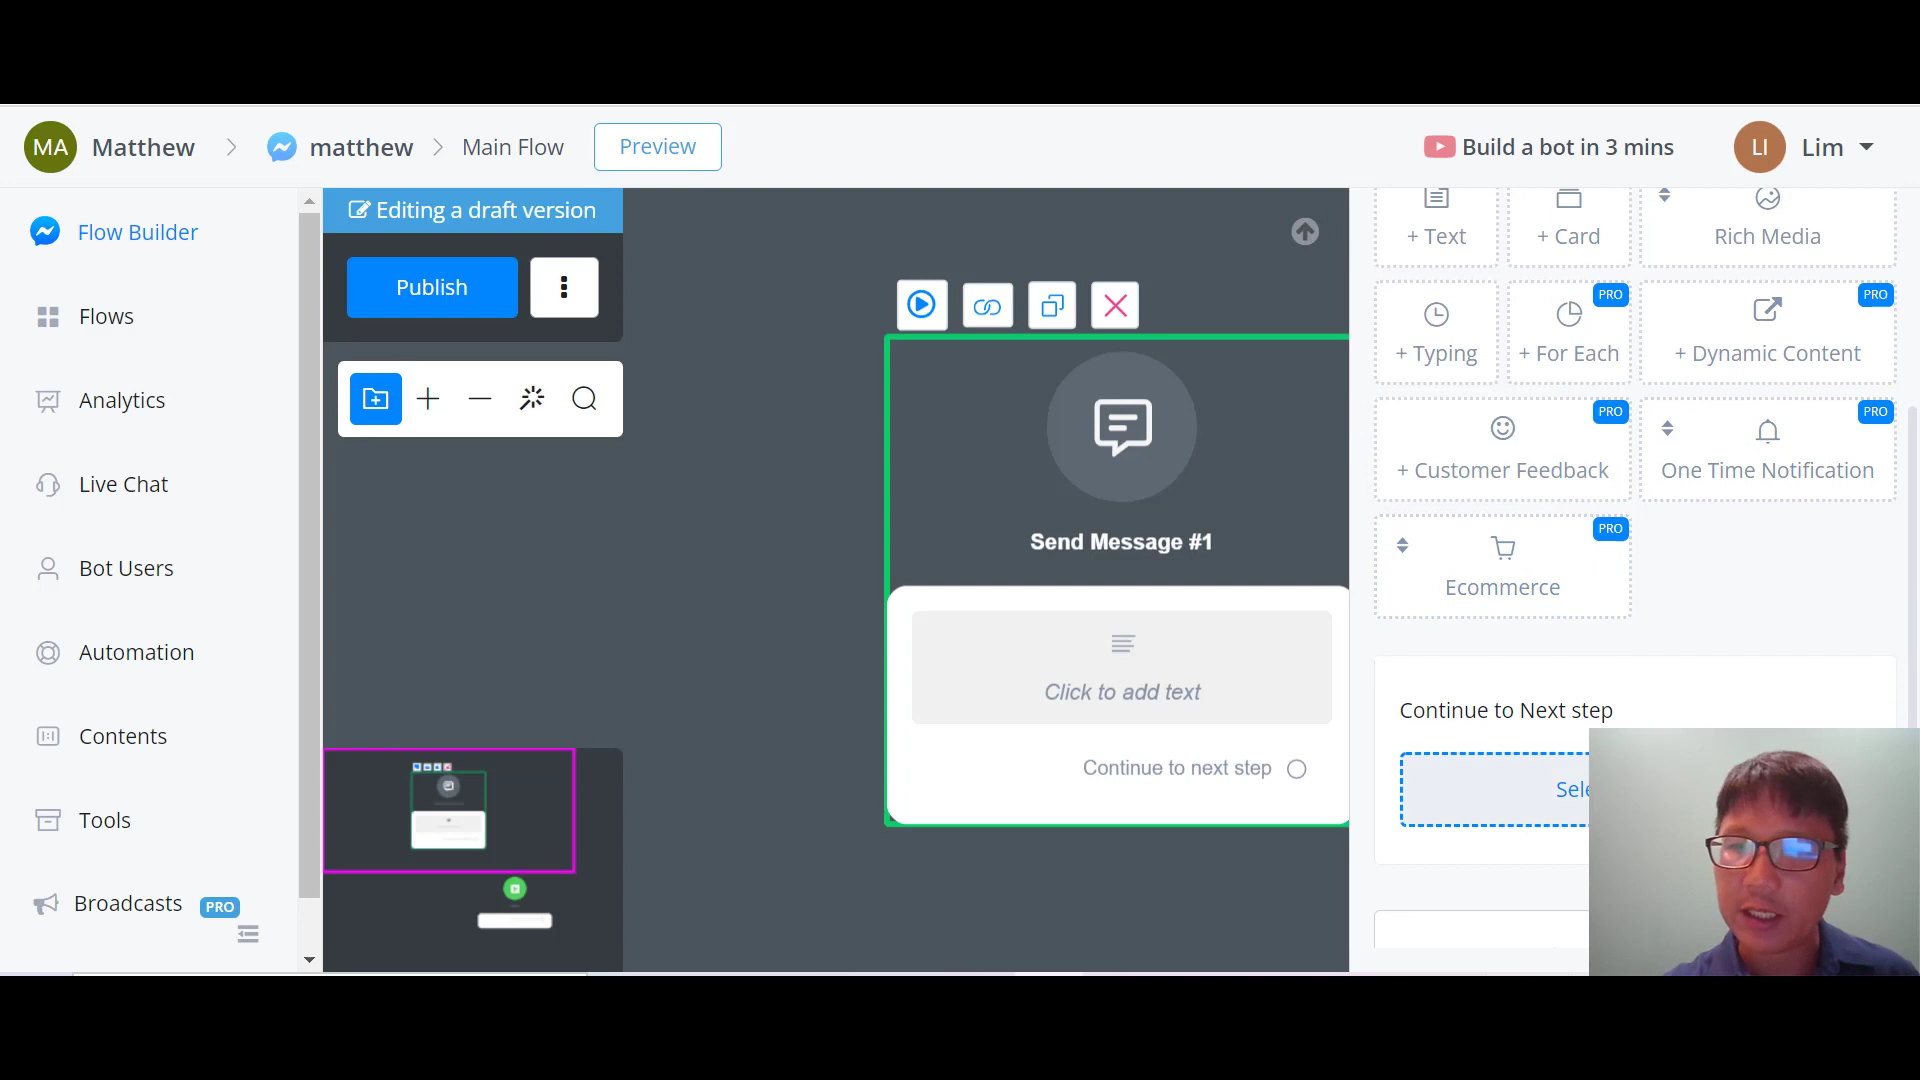 MA Matthew matthew Main Flow Preview Build a bot in 3 mins LI Lim
Flow Builder
Flows
Analytics
Live Chat
Bot Users
Automation
Contents
Tools
Broadcasts PRO
Editing a draft version
Publish
Send Message #1
Click to add text
Continue to next step
+ Text + Card Rich Media
PRO PRO
+ Typing + For Each + Dynamic Content
PRO PRO
+ Customer Feedback One Time Notification
PRO
Ecommerce
Continue to Next step